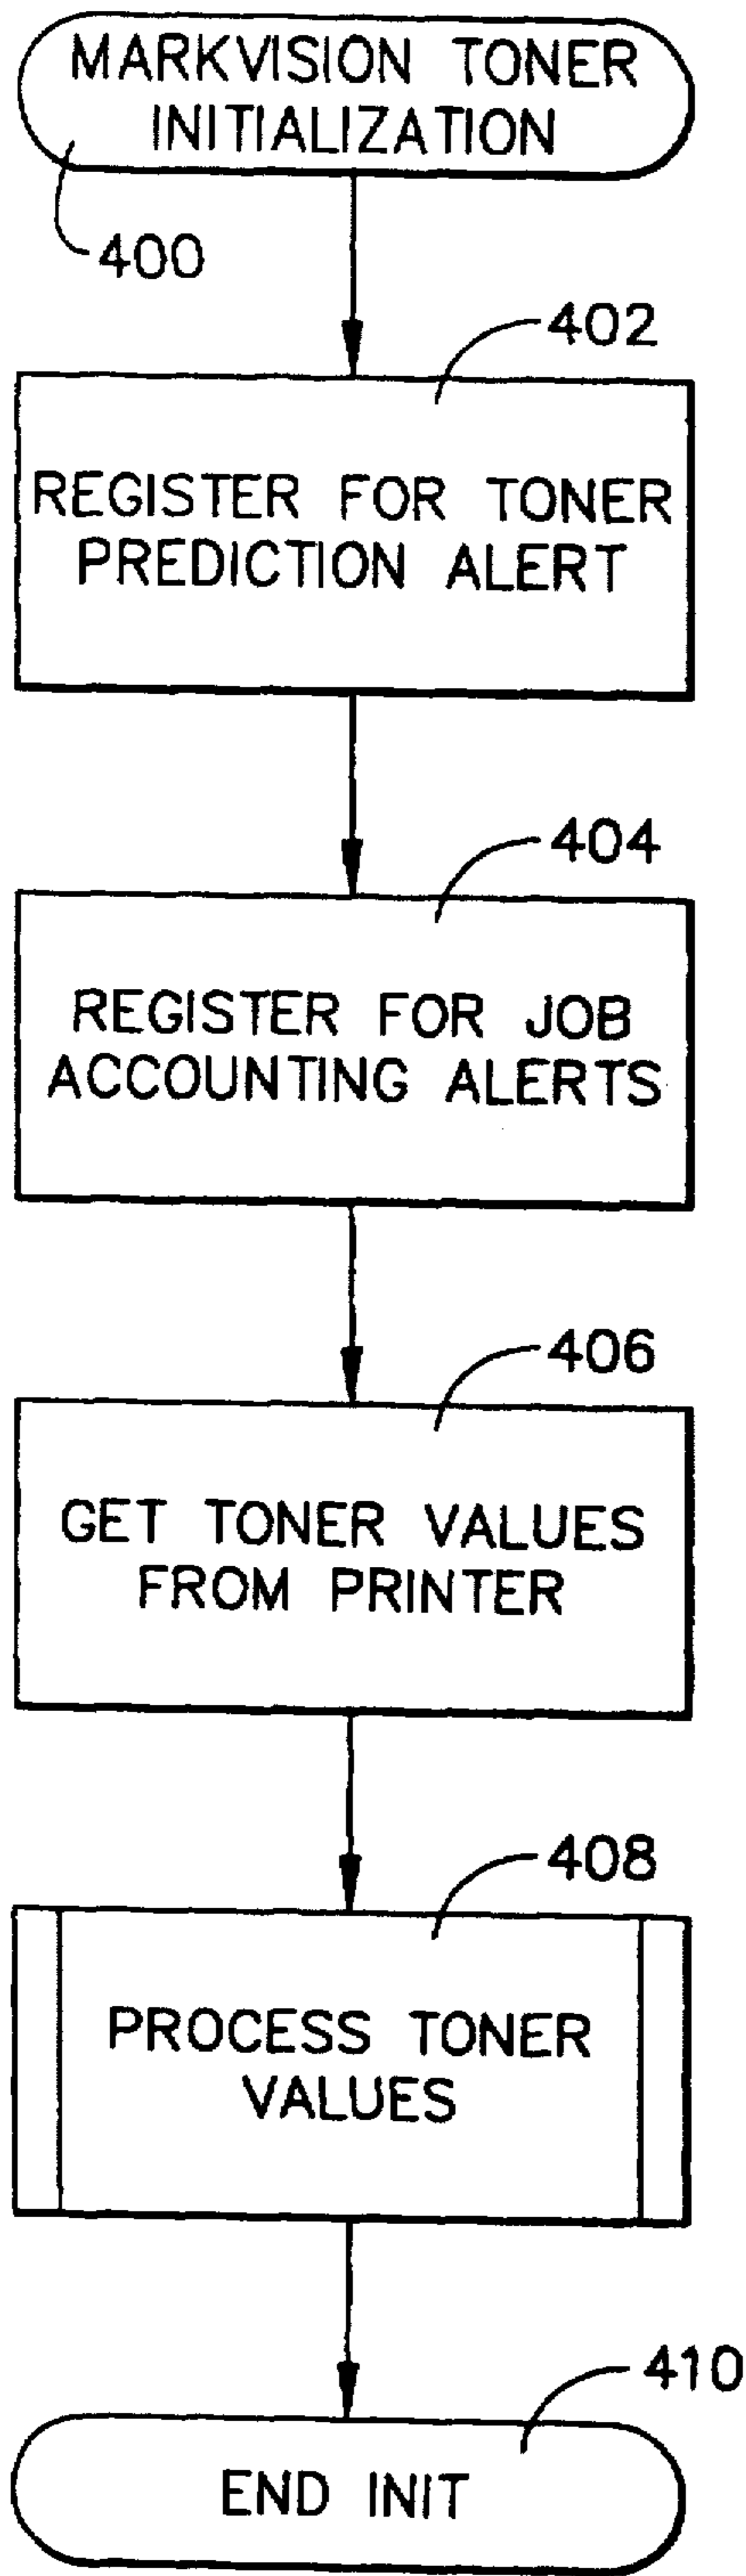 MARKVISION TONER
INITIALIZATION
400
402
REGISTER FOR TONER
PREDICTION ALERT
404
REGISTER FOR JOB
ACCOUNTING ALERTS
406
GET TONER VALUES
FROM PRINTER
408
PROCESS TONER
VALUES
410
END INIT